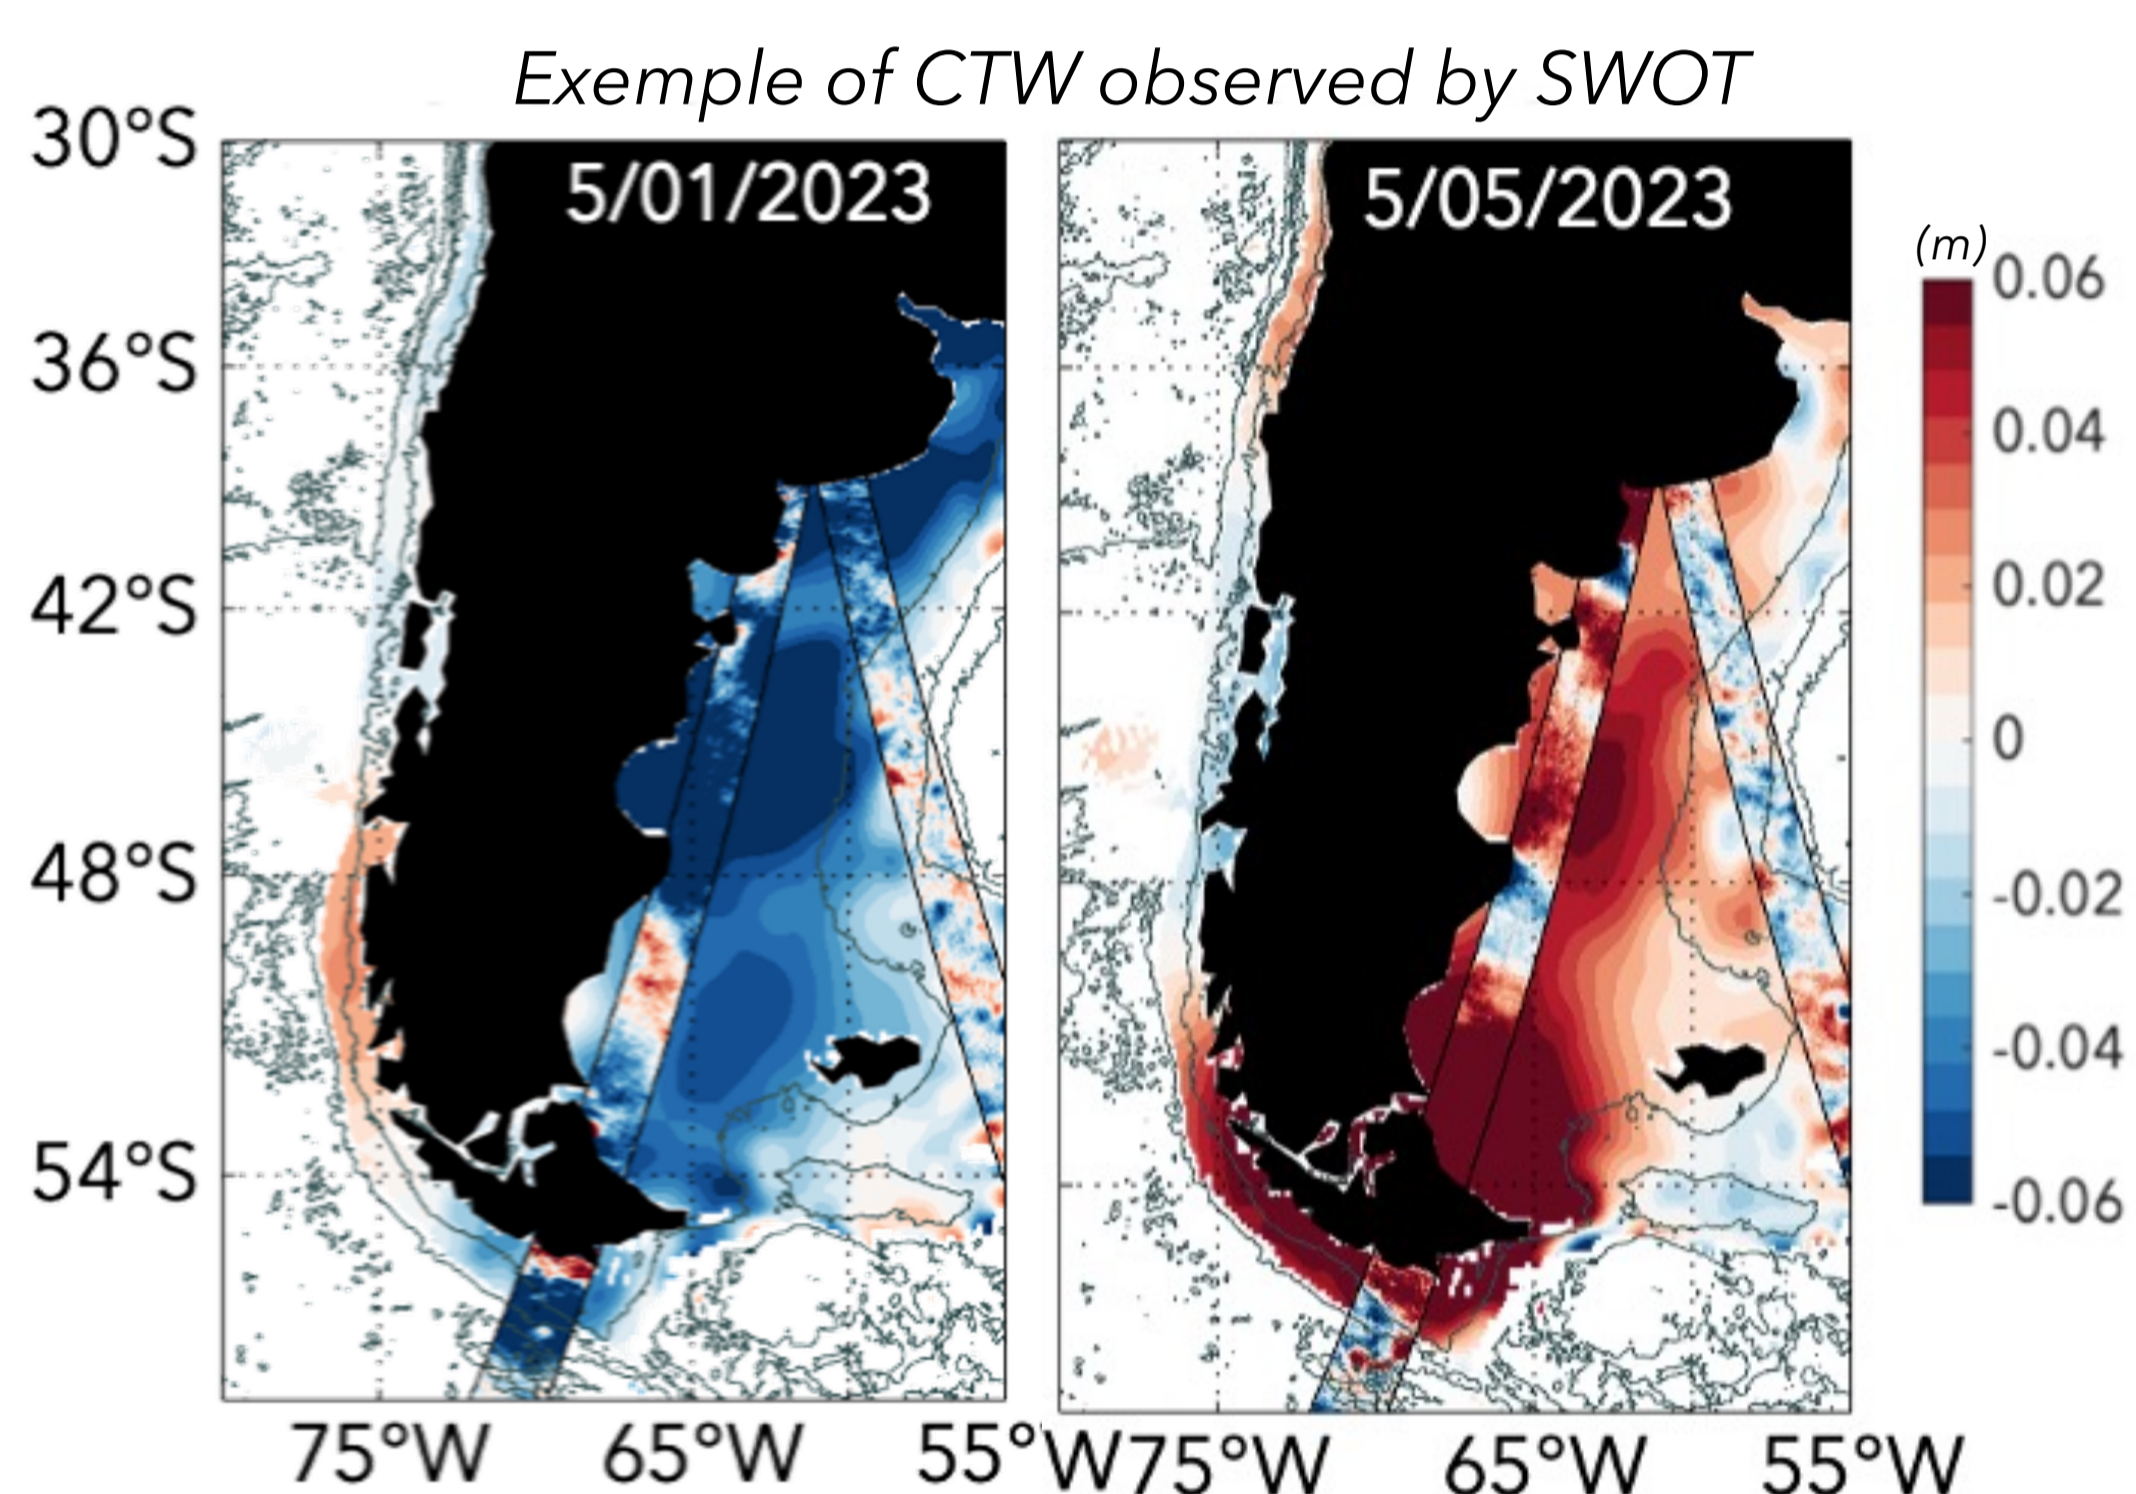 Exemple of CTW observed by SWOT
5/01/2023
5/05/2023
(m)
30°S
36°S
42°S
48°S
54°S
0.06
0.04
0.02
0
-0.02
-0.04
-0.06
75°W 65°W 55°W 75°W 65°W 55°W